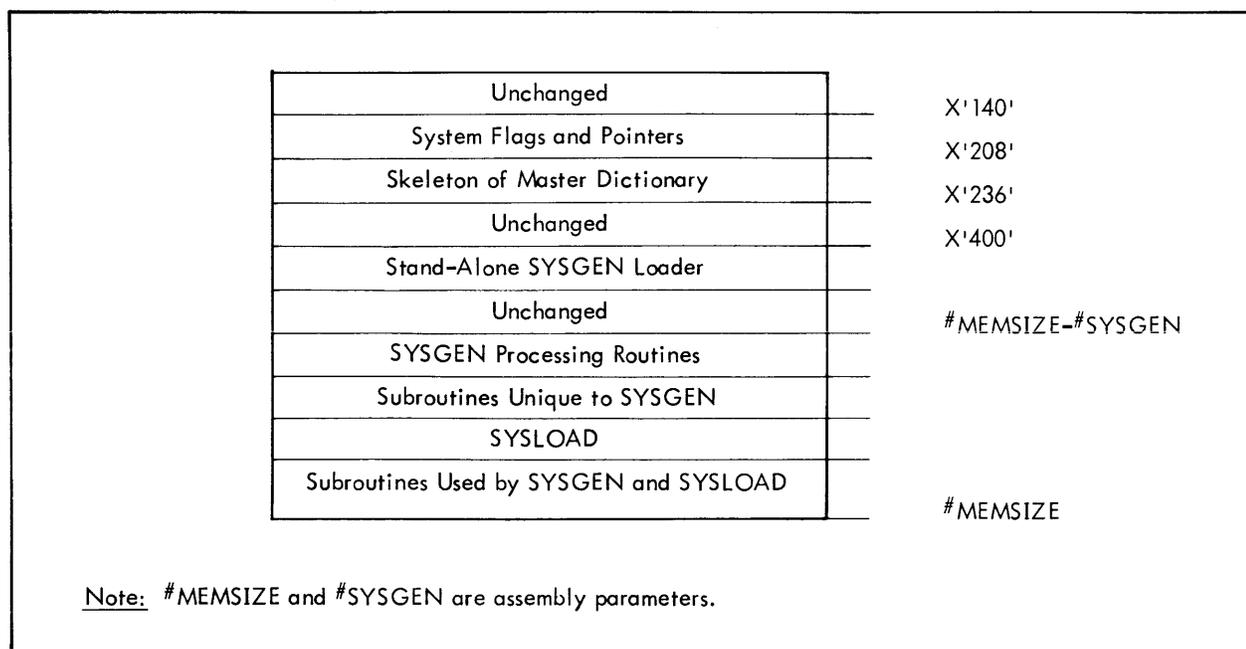 Unchanged
X'140'
System Flags and Pointers
X'208'
Skeleton of Master Dictionary
X'236'
Unchanged
X'400'
Stand-Alone SYSGEN Loader
Unchanged
#MEMSIZE-#SYSGEN
SYSGEN Processing Routines
Subroutines Unique to SYSGEN
SYSLOAD
Subroutines Used by SYSGEN and SYSLOAD
#MEMSIZE
Note: #MEMSIZE and #SYSGEN are assembly parameters.